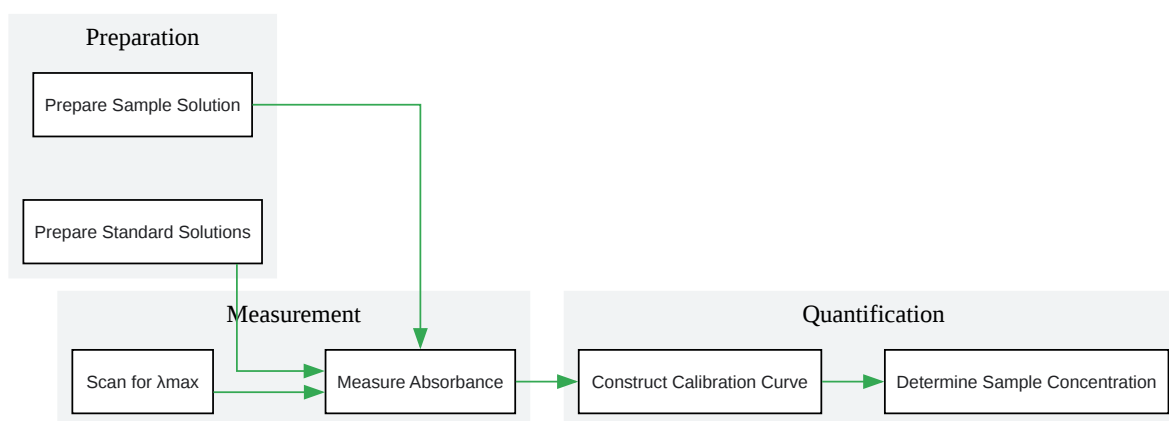 Preparation
Prepare Sample Solution
Prepare Standard Solutions
Measurement
Scan for λmax
Measure Absorbance
Quantification
Construct Calibration Curve
Determine Sample Concentration